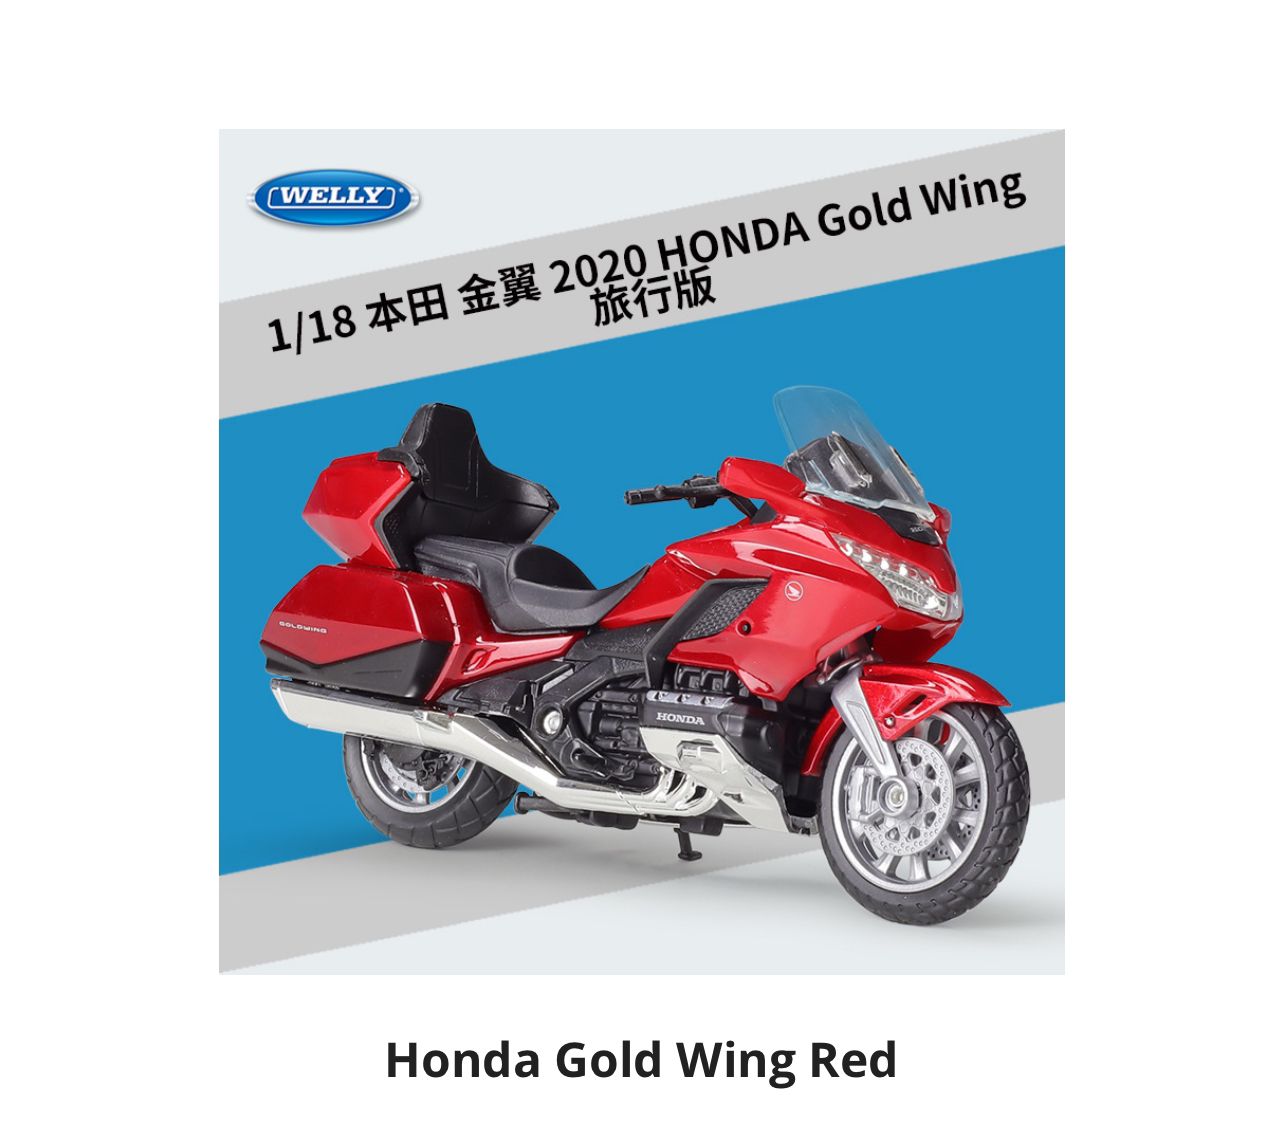 WELLY
1/18 本田 金翼 2020 HONDA Gold Wing
旅行版
GOLDWING
HONDA
Honda Gold Wing Red